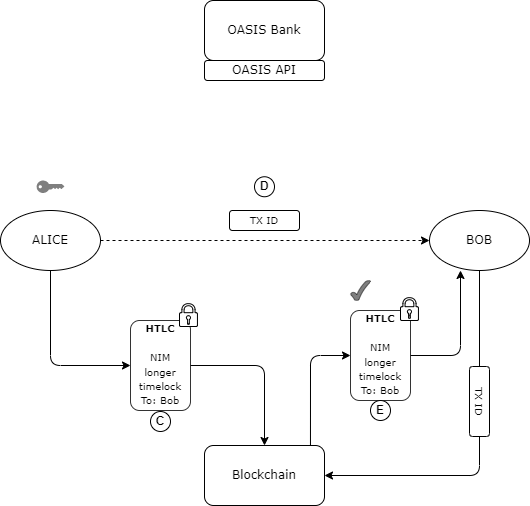 OASIS Bank
OASIS API
D
TX ID
ALICE
BOB
HTLC
NIM
longer
timelock
To: Bob
C
HTLC
NIM
longer
timelock
To: Bob
E
TX ID
Blockchain